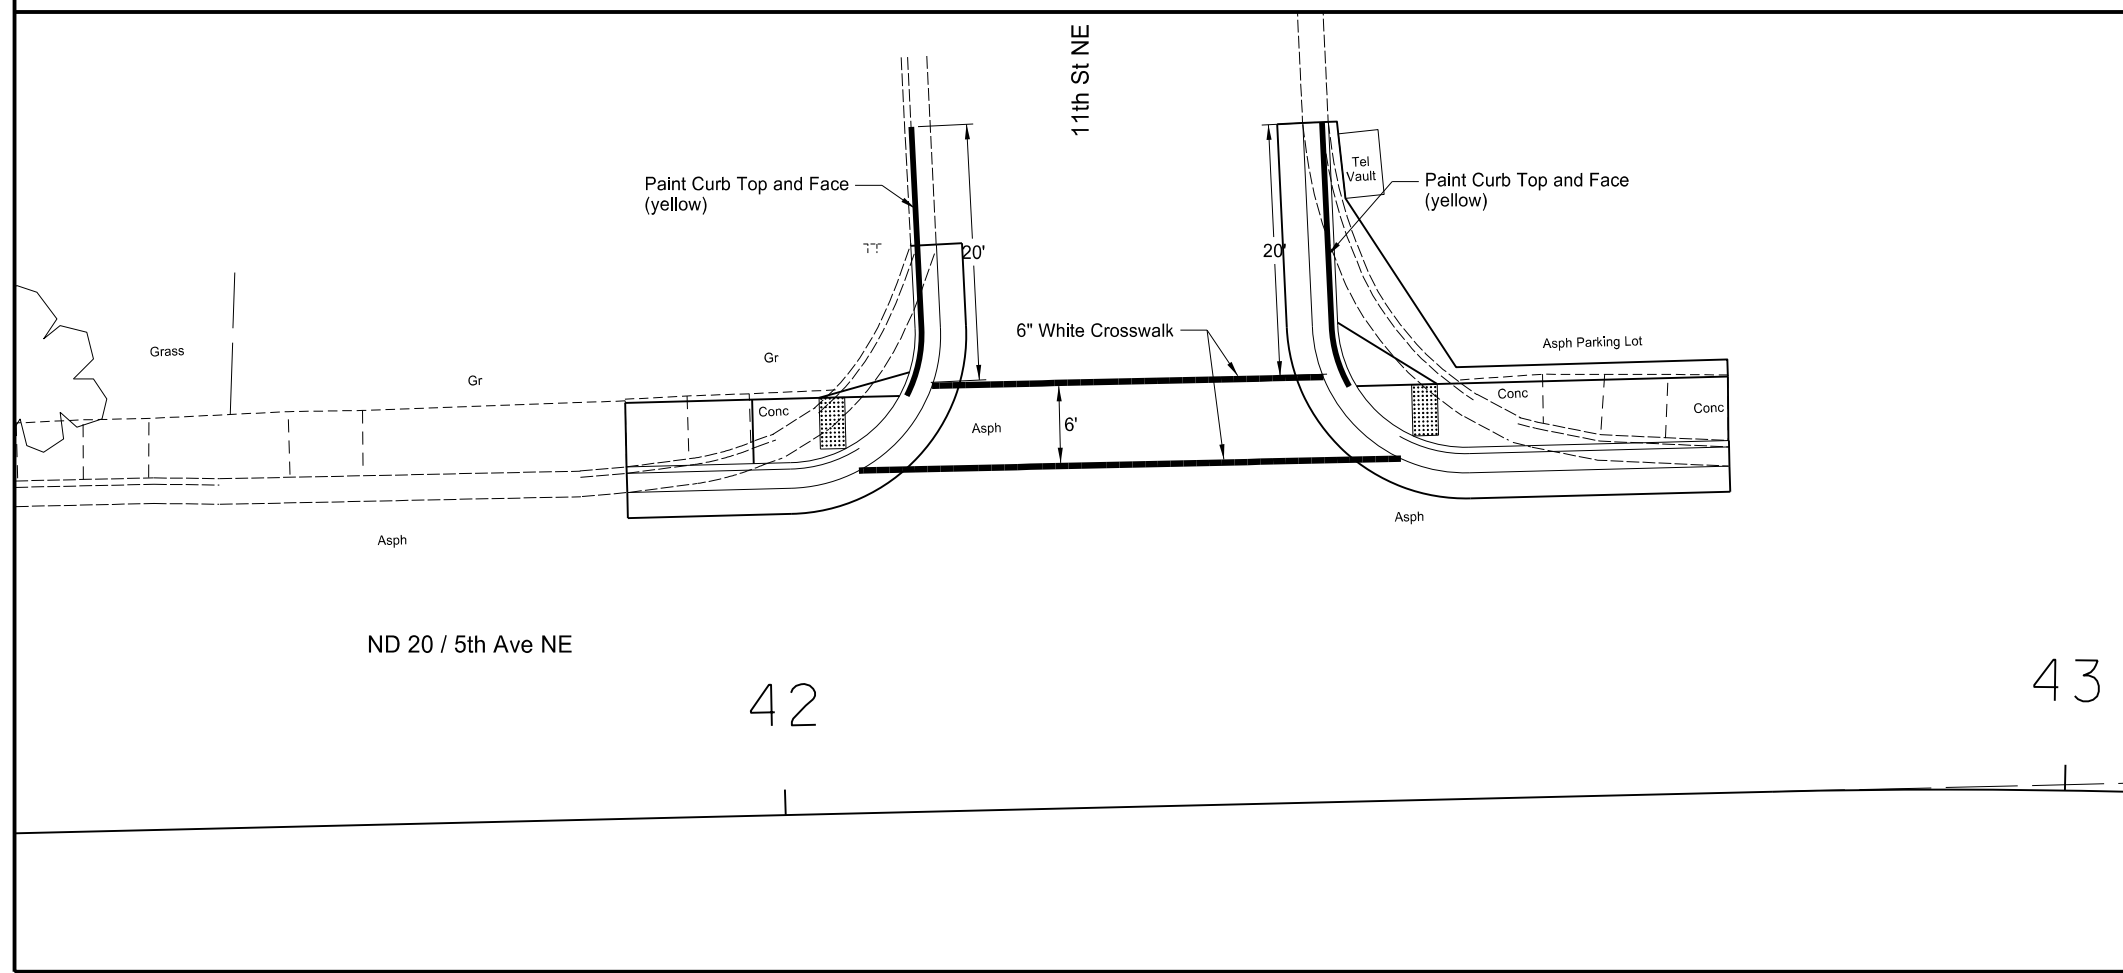 11th St NE
Tel
Vault
Paint Curb Top and Face
(yellow)
Paint Curb Top and Face
(yellow)
20'
20'
6" White Crosswalk
Grass
Gr
Gr
Asph Parking Lot
Conc
Conc
Conc
Asph
6'
Asph
Asph
ND 20 / 5th Ave NE
42
43